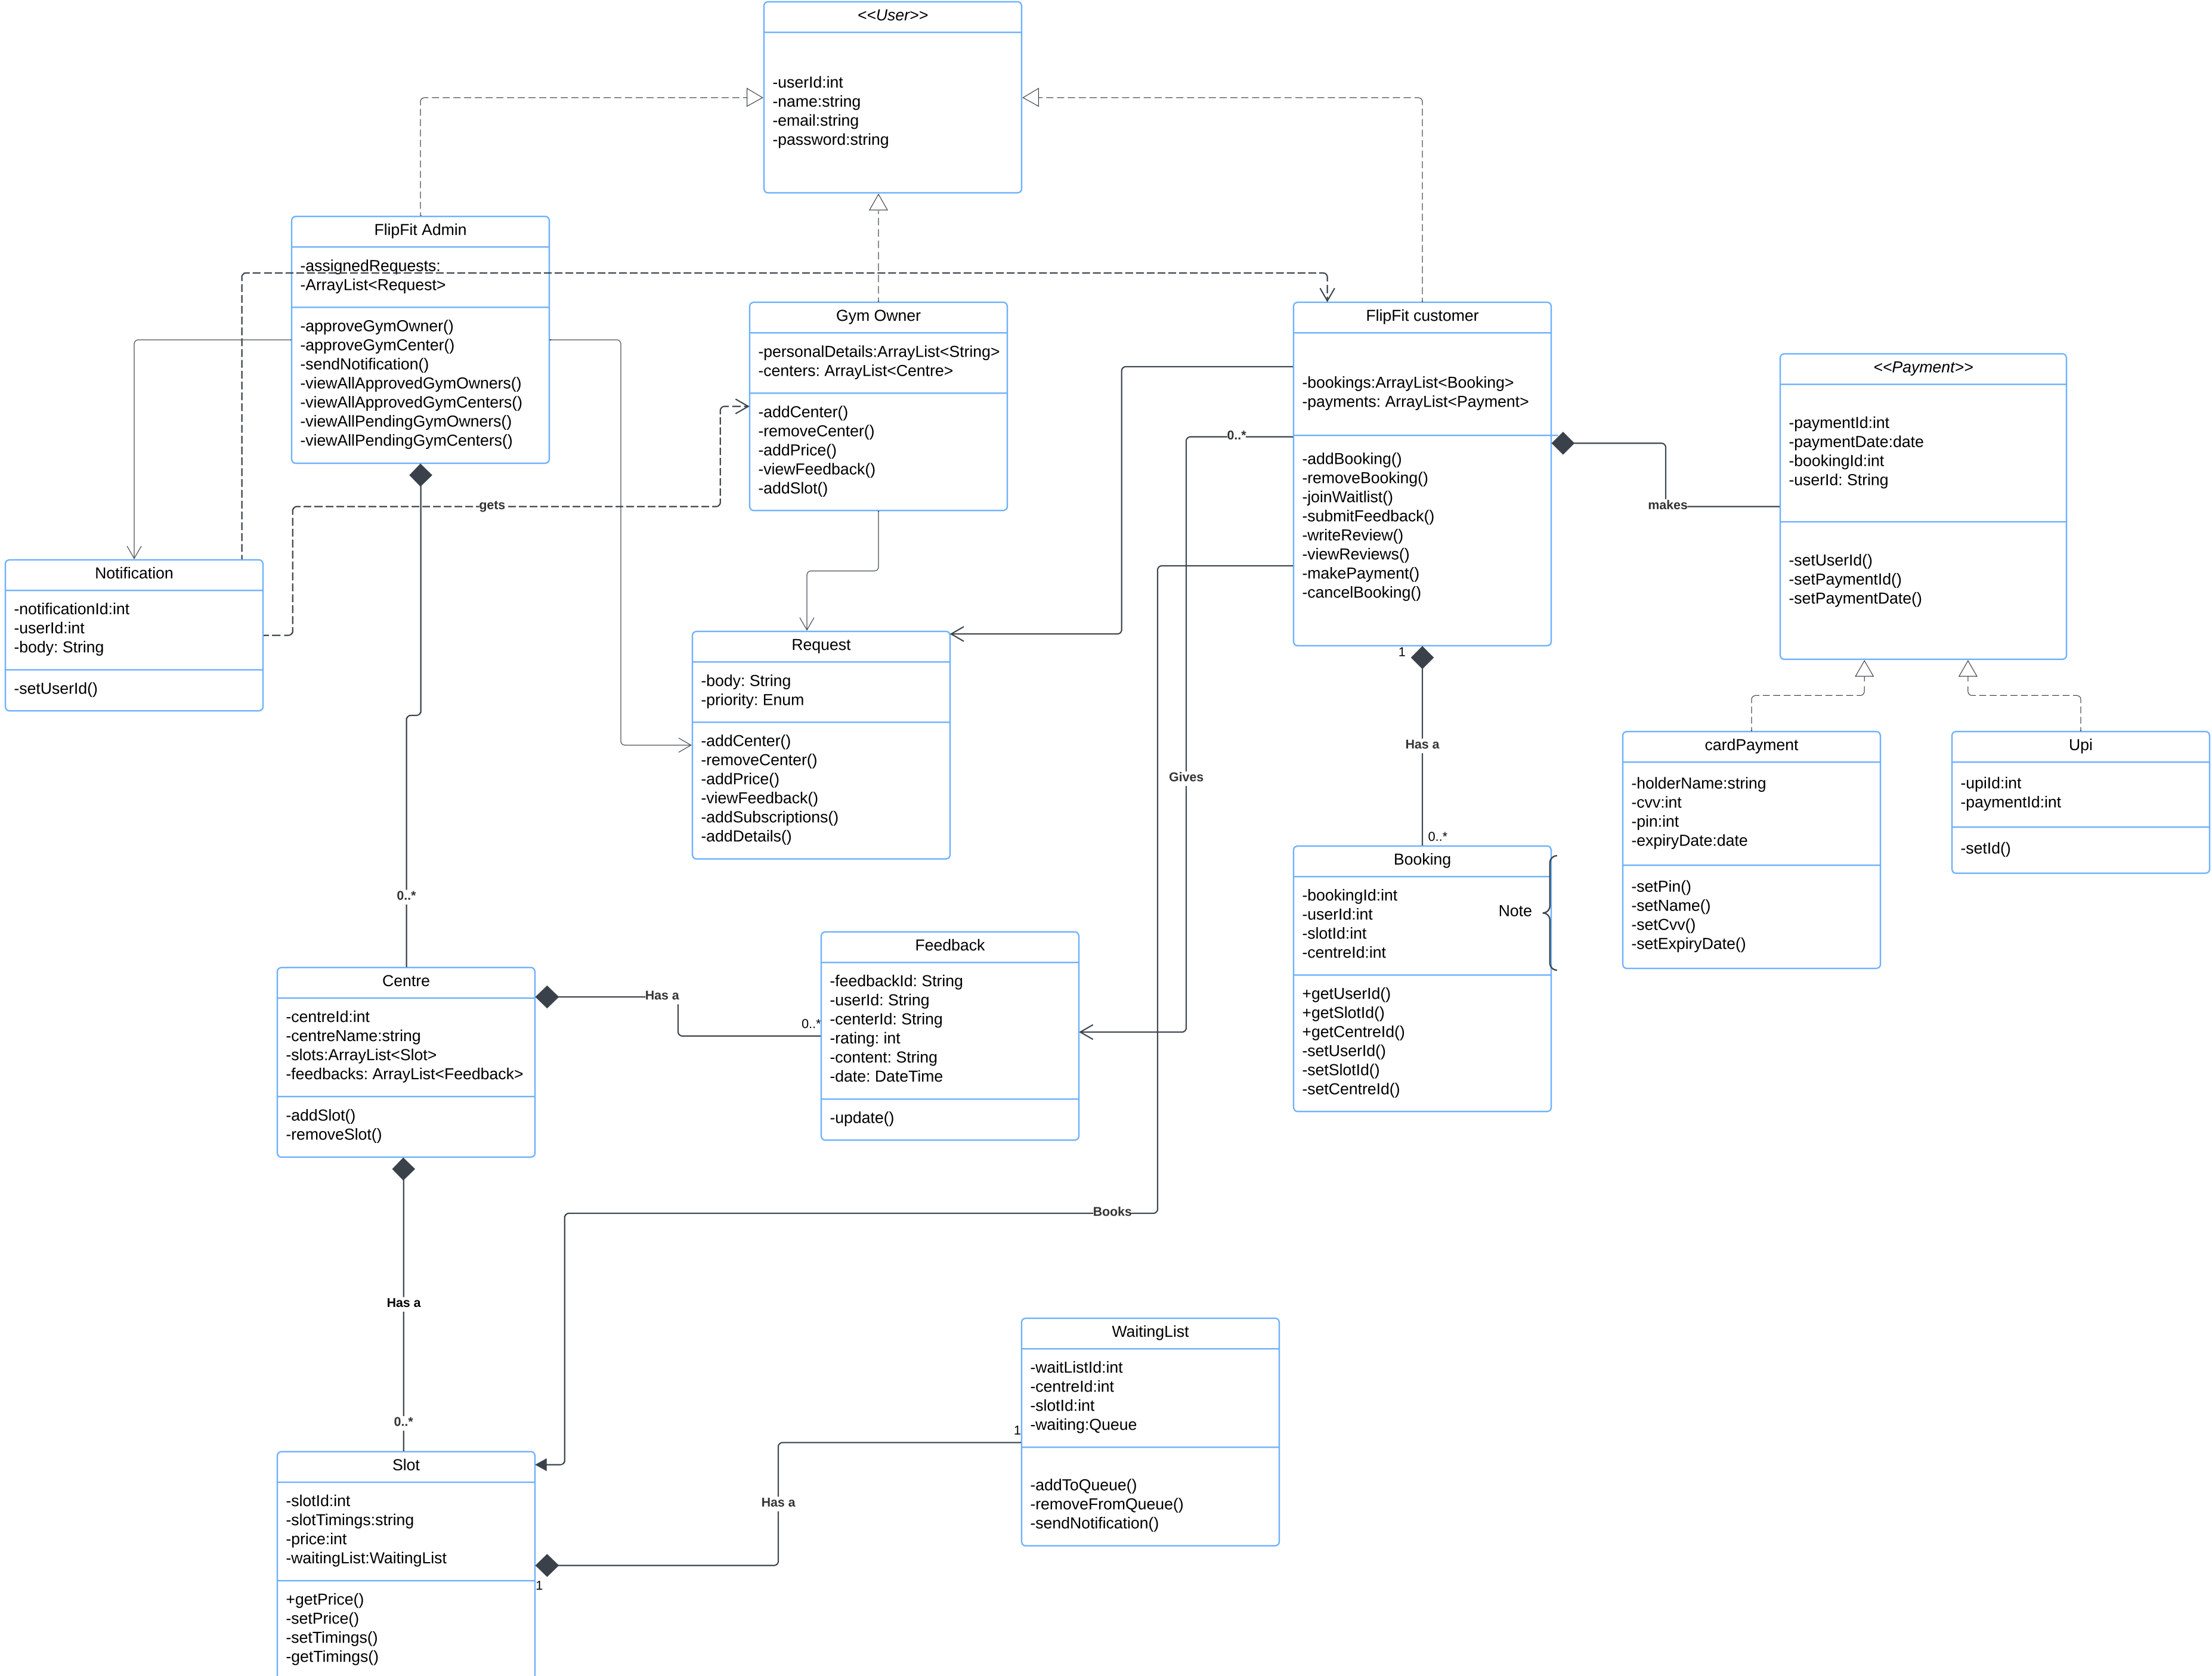 <<User>>
-userId:int
-name:string
-email:string
-password:string
FlipFit Admin
-assignedRequests:
-ArrayList<Request>
-approveGymOwner()
-approveGymCenter()
-sendNotification()
-viewAllApprovedGymOwners()
-viewAllApprovedGymCenters()
-viewAllPendingGymOwners()
-viewAllPendingGymCenters()
Gym Owner
-personalDetails:ArrayList<String>
-centers: ArrayList<Centre>
-addCenter()
-removeCenter()
-addPrice()
-viewFeedback()
-addSlot()
FlipFit customer
-bookings:ArrayList<Booking>
-payments: ArrayList<Payment>
-addBooking()
-removeBooking()
-joinWaitlist()
-submitFeedback()
-writeReview()
-viewReviews()
-makePayment()
-cancelBooking()
<<Payment>>
-paymentId:int
-paymentDate:date
-bookingId:int
-userId: String
-setUserId()
-setPaymentId()
-setPaymentDate()
0..*
makes
gets
Notification
-notificationId:int
-userId:int
-body: String
-setUserId()
Request
-body: String
-priority: Enum
-addCenter()
-removeCenter()
-addPrice()
-viewFeedback()
-addSubscriptions()
-addDetails()
1
Has a
0..*
Gives
cardPayment
-holderName:string
-cvv:int
-pin:int
-expiryDate:date
-setPin()
-setName()
-setCvv()
-setExpiryDate()
Upi
-upiId:int
-paymentId:int
-setId()
Booking
-bookingId:int
-userId:int
-slotId:int
-centreId:int
Note
+getUserId()
+getSlotId()
+getCentreId()
-setUserId()
-setSlotId()
-setCentreId()
0..*
Centre
-centreId:int
-centreName:string
-slots:ArrayList<Slot>
-feedbacks: ArrayList<Feedback>
-addSlot()
-removeSlot()
Has a
0..*
Feedback
-feedbackId: String
-userId: String
-centerId: String
-rating: int
-content: String
-date: DateTime
-update()
Books
Has a
0..*
WaitingList
-waitListId:int
-centreId:int
-slotId:int
-waiting:Queue
-addToQueue()
-removeFromQueue()
-sendNotification()
1
Has a
1
Slot
-slotId:int
-slotTimings:string
-price:int
-waitingList:WaitingList
+getPrice()
-setPrice()
-setTimings()
-getTimings()